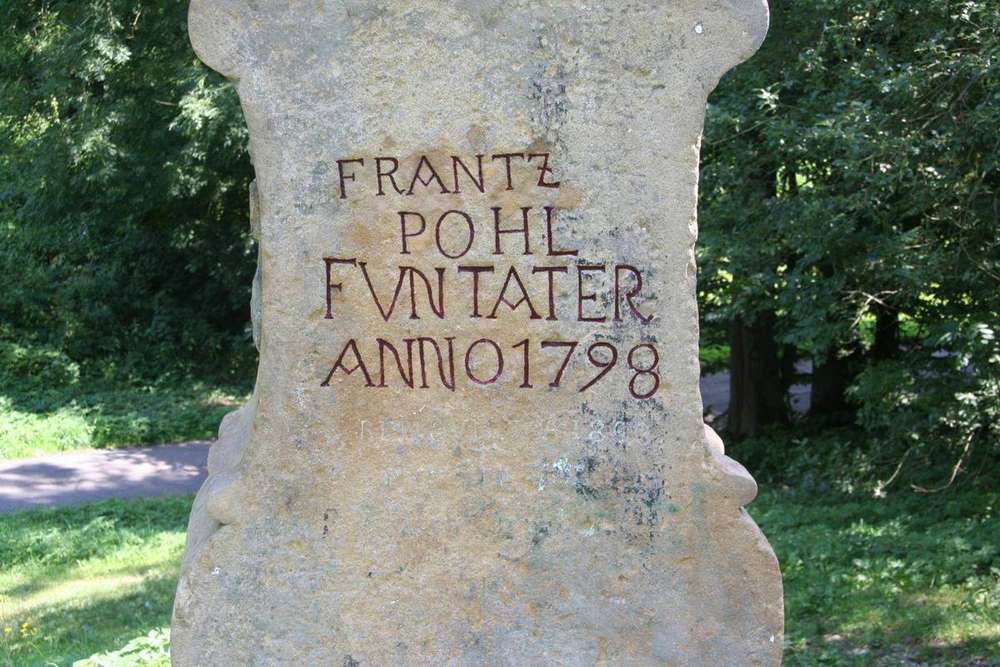 FRANTZ
POHL
FVNTATER
ANNO1798